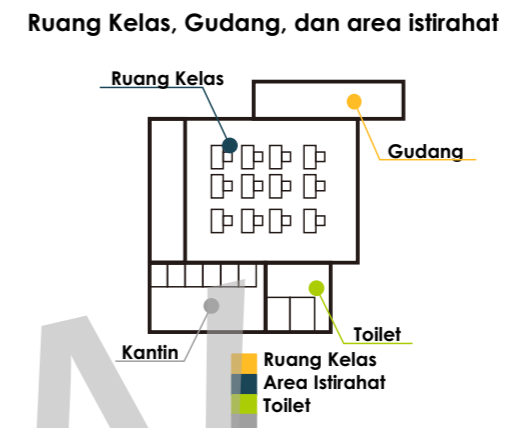 Ruang Kelas, Gudang, dan area istirahat
Ruang Kelas
Gudang
Toilet
Kantin
Ruang Kelas
Area Istirahat
Toilet